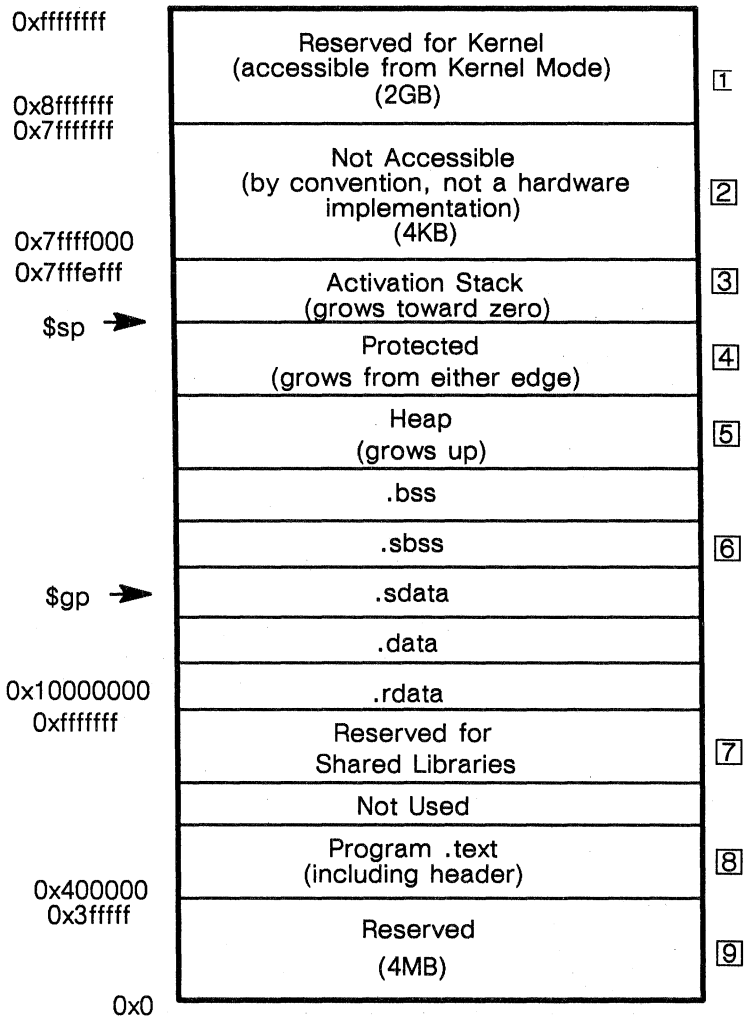 0xffffffff
Reserved for Kernel
(accessible from Kernel Mode)
(2GB)
1
0x8fffffff
0x7fffffff
Not Accessible
(by convention, not a hardware
implementation)
(4KB)
2
0x7ffff000
0x7fffefff
Activation Stack
(grows toward zero)
3
$sp
Protected
(grows from either edge)
4
Heap
(grows up)
5
.bss
.sbss
6
$gp
.sdata
.data
0x10000000
.rdata
0xfffffff
Reserved for
Shared Libraries
7
Not Used
Program .text
(including header)
8
0x400000
0x3fffff
Reserved
(4MB)
9
0x0